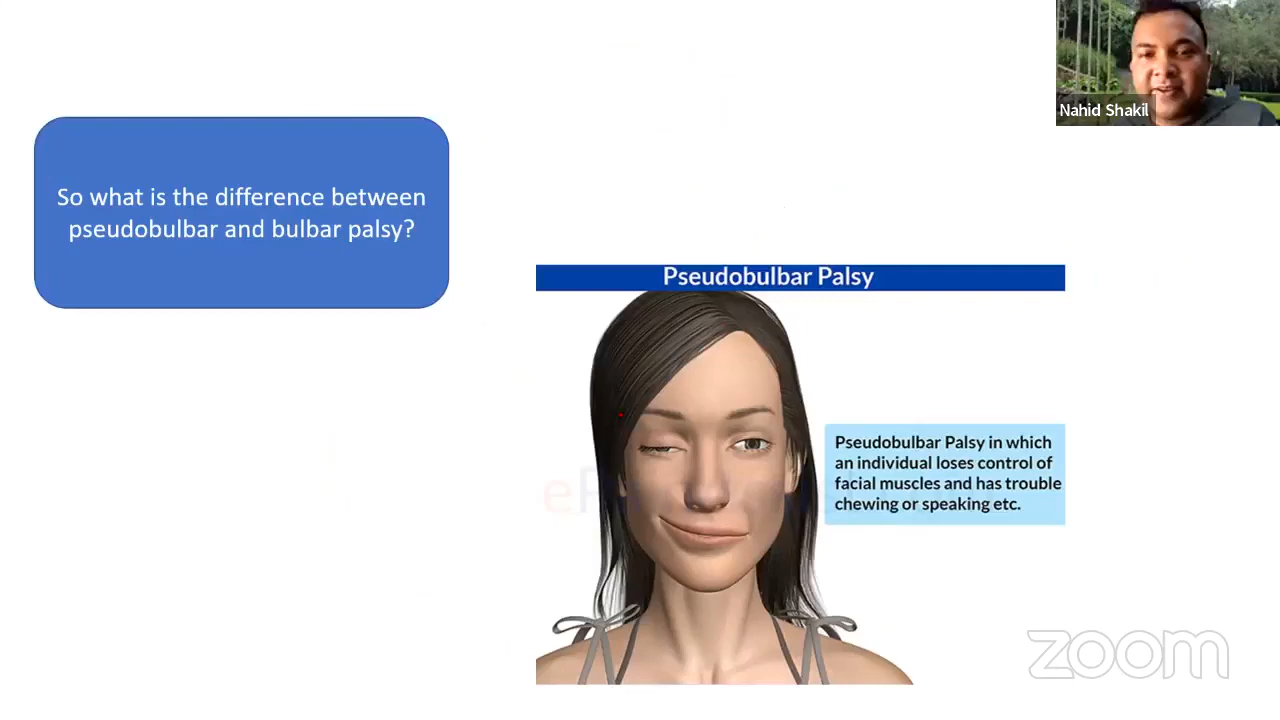 Nahid Shakil
So what is the difference between
pseudobulbar and bulbar palsy?
Pseudobulbar Palsy
Pseudobulbar Palsy in which
an individual loses control of
facial muscles and has trouble
chewing or speaking etc.
zoom